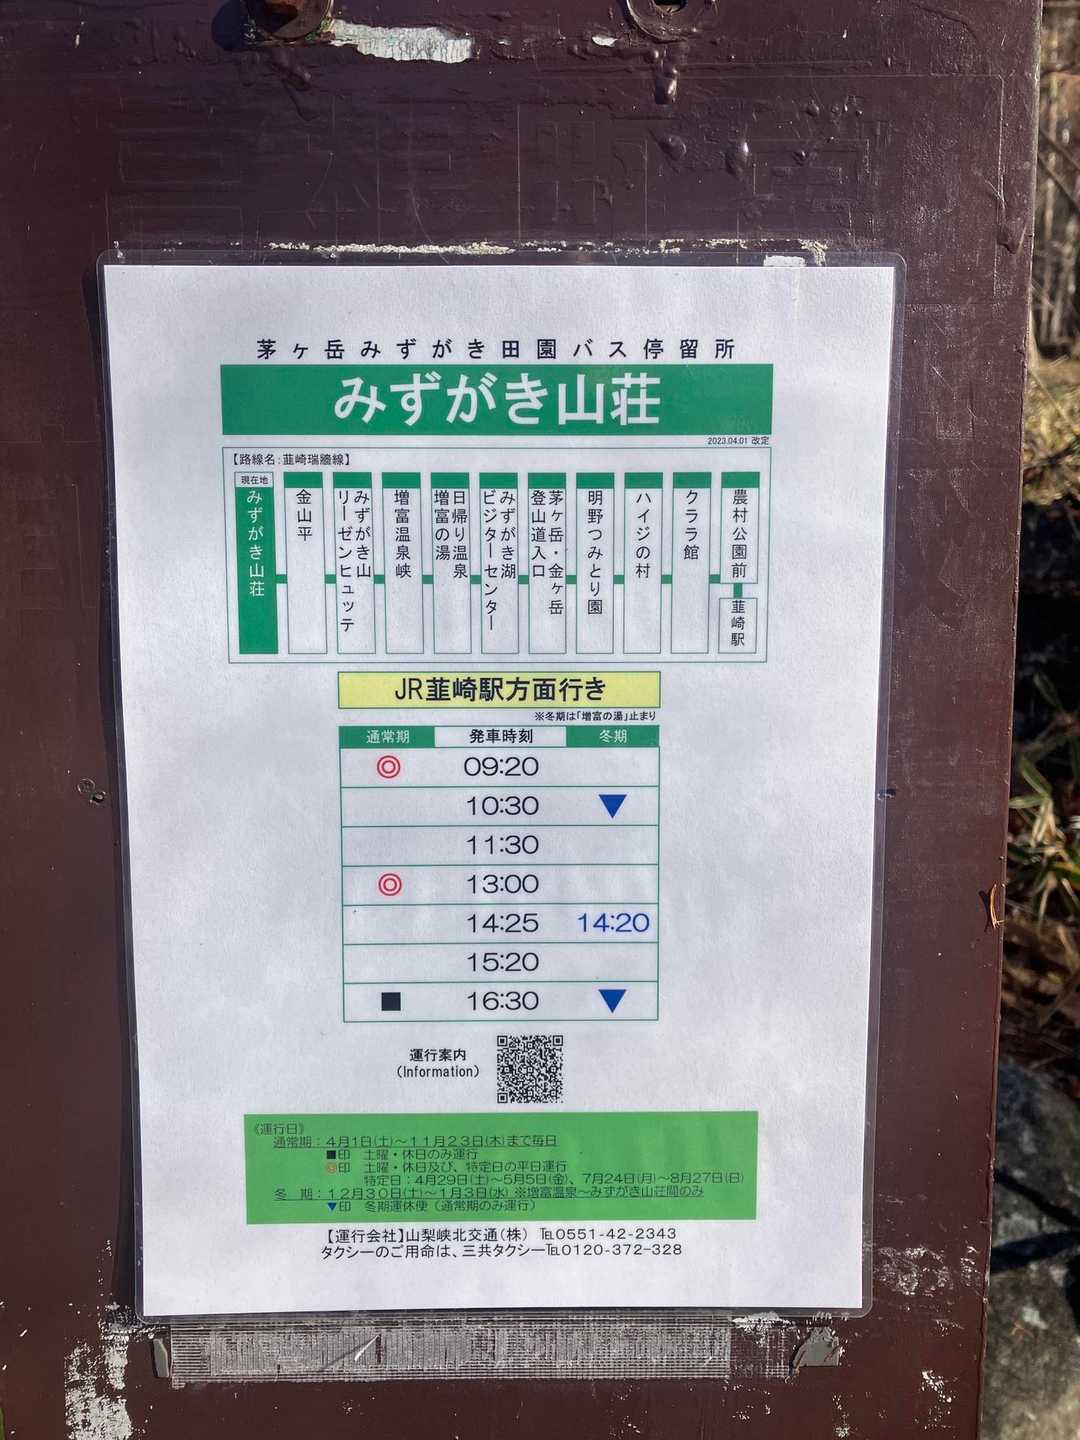 茅ヶ岳みずがき田園バス停留所
みずがき山荘
2023.04.01 改定
【路線名：韮崎瑞牆線】
現在地
みずがき山荘
金山平
みずがき山
リーゼンヒュッテ
増富温泉峡
日帰り温泉
増富の湯
みずがき湖
ビジターセンター
茅ヶ岳・金ヶ岳
登山道入口
明野つみとり園
ハイジの村
クララ館
農村公園前
韮崎駅
JR韮崎駅方面行き
※冬期は「増富の湯」止まり
通常期 発車時刻 冬期
◎ 09:20
10:30 ▼
11:30
◎ 13:00
14:25 14:20
15:20
■ 16:30 ▼
運行案内
(Information)
《運行日》
通常期：4月1日(土)～11月23日(木)まで毎日
■印 土曜・休日のみ運行
◎印 土曜・休日及び、特定日の平日運行
特定日：4月29日(土)～5月5日(金)、7月24日(月)～8月27日(日)
冬 期：12月30日(土)～1月3日(水) ※増富温泉～みずがき山荘間のみ
▼印 冬期運休便（通常期のみ運行）
【運行会社】山梨峡北交通(株) ℡0551-42-2343
タクシーのご用命は、三共タクシー℡0120-372-328